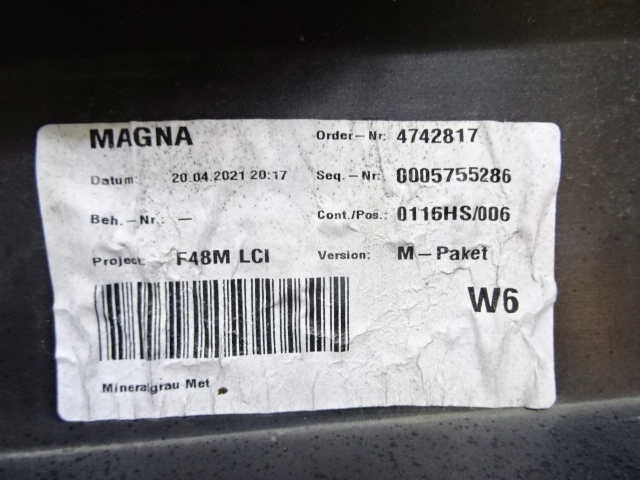 MAGNA Order-Nr: 4742817
Datum: 20.04.2021 20:17 Seq.-Nr: 0005755286
Beh.-Nr.: - Cont./Pos.: 0116HS/006
Project: F48M LCI Version: M-Paket
W6
Mineralgrau Met